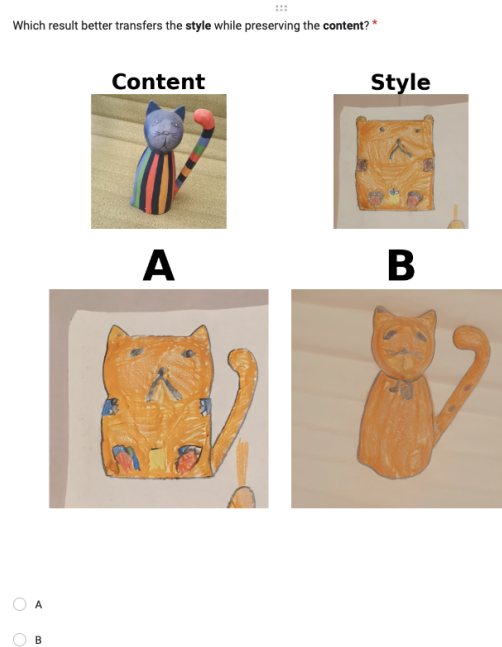 Which result better transfers the style while preserving the content? *
Content
Style
A
B
A
B